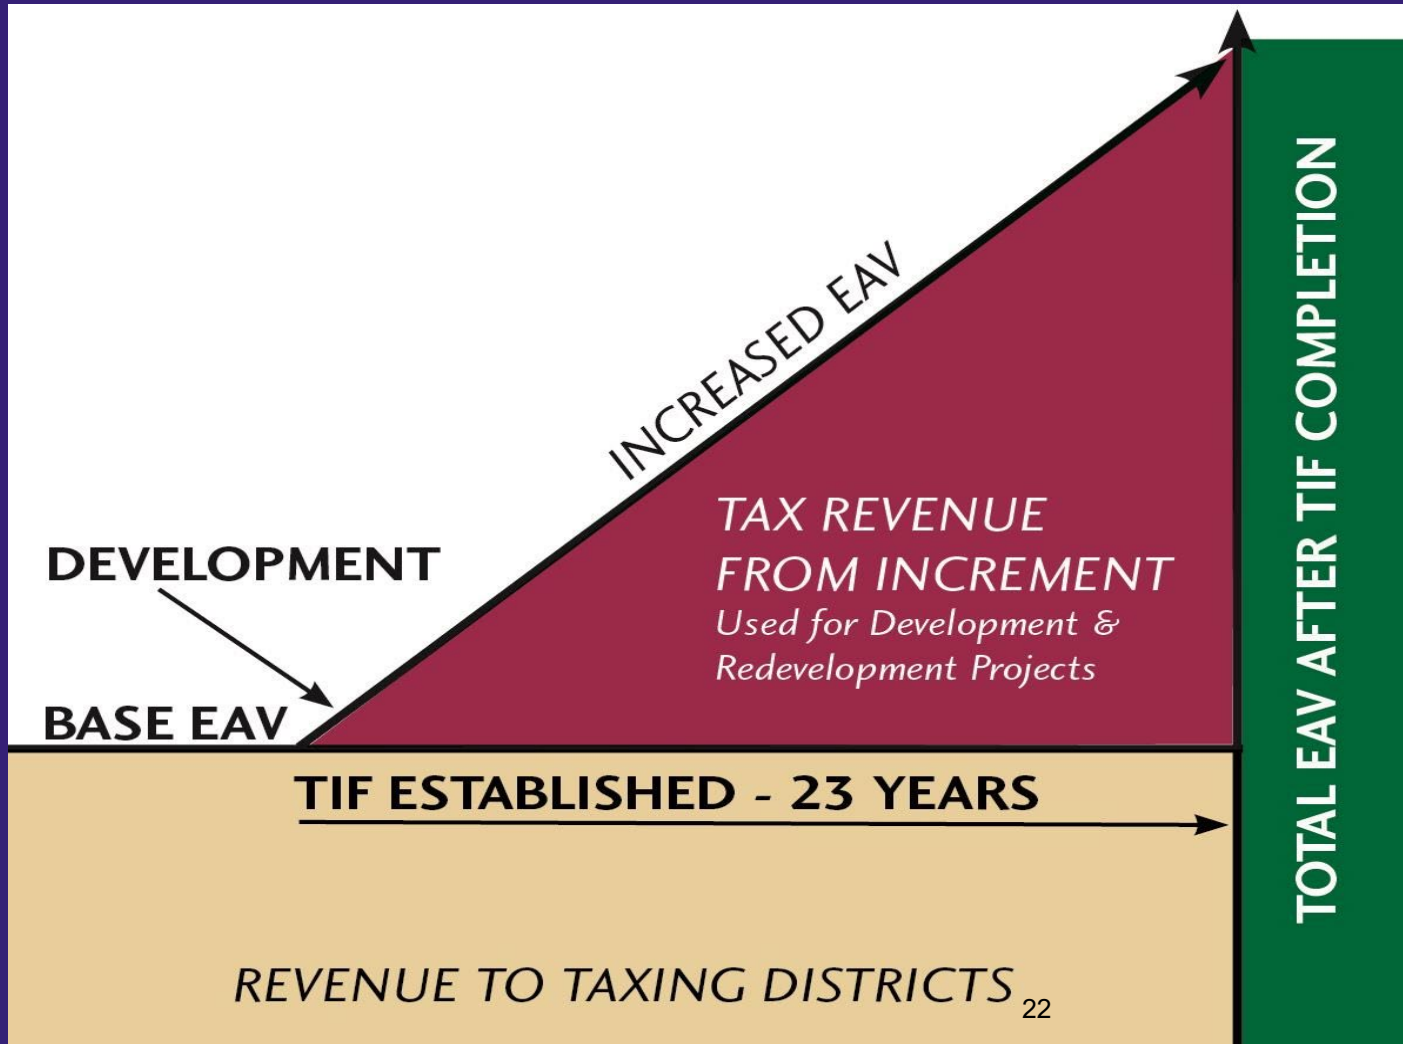 INCREASED EAV
TAX REVENUE
FROM INCREMENT
Used for Development &
Redevelopment Projects
DEVELOPMENT
BASE EAV
TIF ESTABLISHED - 23 YEARS
REVENUE TO TAXING DISTRICTS
22
TOTAL EAV AFTER TIF COMPLETION